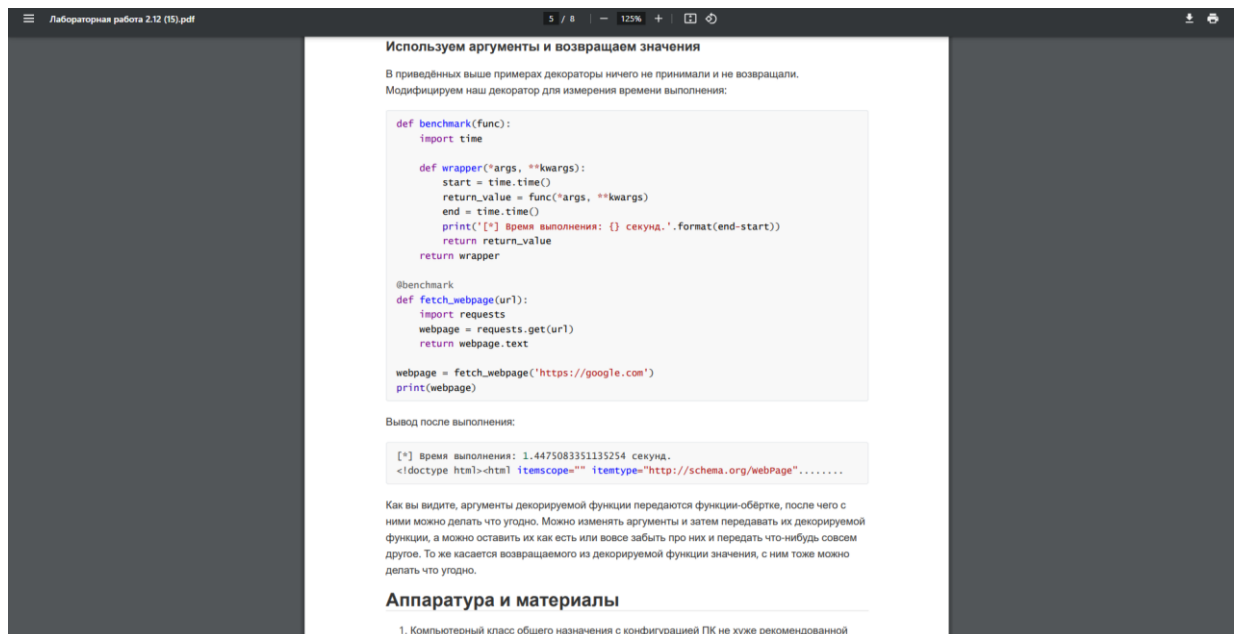 Лабораторная работа 2.12 (15).pdf
5 / 8 | — 125% + |
Используем аргументы и возвращаем значения
В приведённых выше примерах декораторы ничего не принимали и не возвращали.
Модифицируем наш декоратор для измерения времени выполнения:
def benchmark(func):
    import time
    def wrapper(*args, **kwargs):
        start = time.time()
        return_value = func(*args, **kwargs)
        end = time.time()
        print('[*] Время выполнения: {} секунд.'.format(end-start))
        return return_value
    return wrapper
@benchmark
def fetch_webpage(url):
    import requests
    webpage = requests.get(url)
    return webpage.text
webpage = fetch_webpage('https://google.com')
print(webpage)
Вывод после выполнения:
[*] Время выполнения: 1.4475083351135254 секунд.
<!doctype html><html itemscope="" itemtype="http://schema.org/WebPage"........
Как вы видите, аргументы декорируемой функции передаются функции-обёртке, после чего с
ними можно делать что угодно. Можно изменять аргументы и затем передавать их декорируемой
функции, а можно оставить их как есть или вовсе забыть про них и передать что-нибудь совсем
другое. То же касается возвращаемого из декорируемой функции значения, с ним тоже можно
делать что угодно.
Аппаратура и материалы
1. Компьютерный класс общего назначения с конфигурацией ПК не хуже рекомендованной